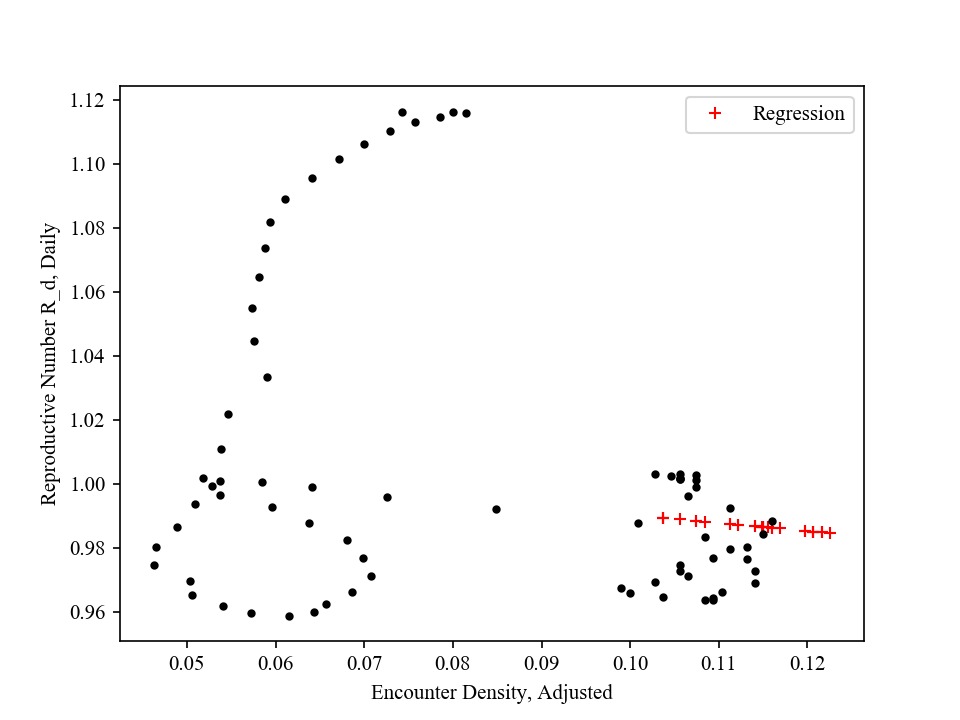 1.12
1.10
1.08
1.06
1.04
1.02
1.00
0.98
0.96
Reproductive Number R_d, Daily
Regression
0.05 0.06 0.07 0.08 0.09 0.10 0.11 0.12
Encounter Density, Adjusted